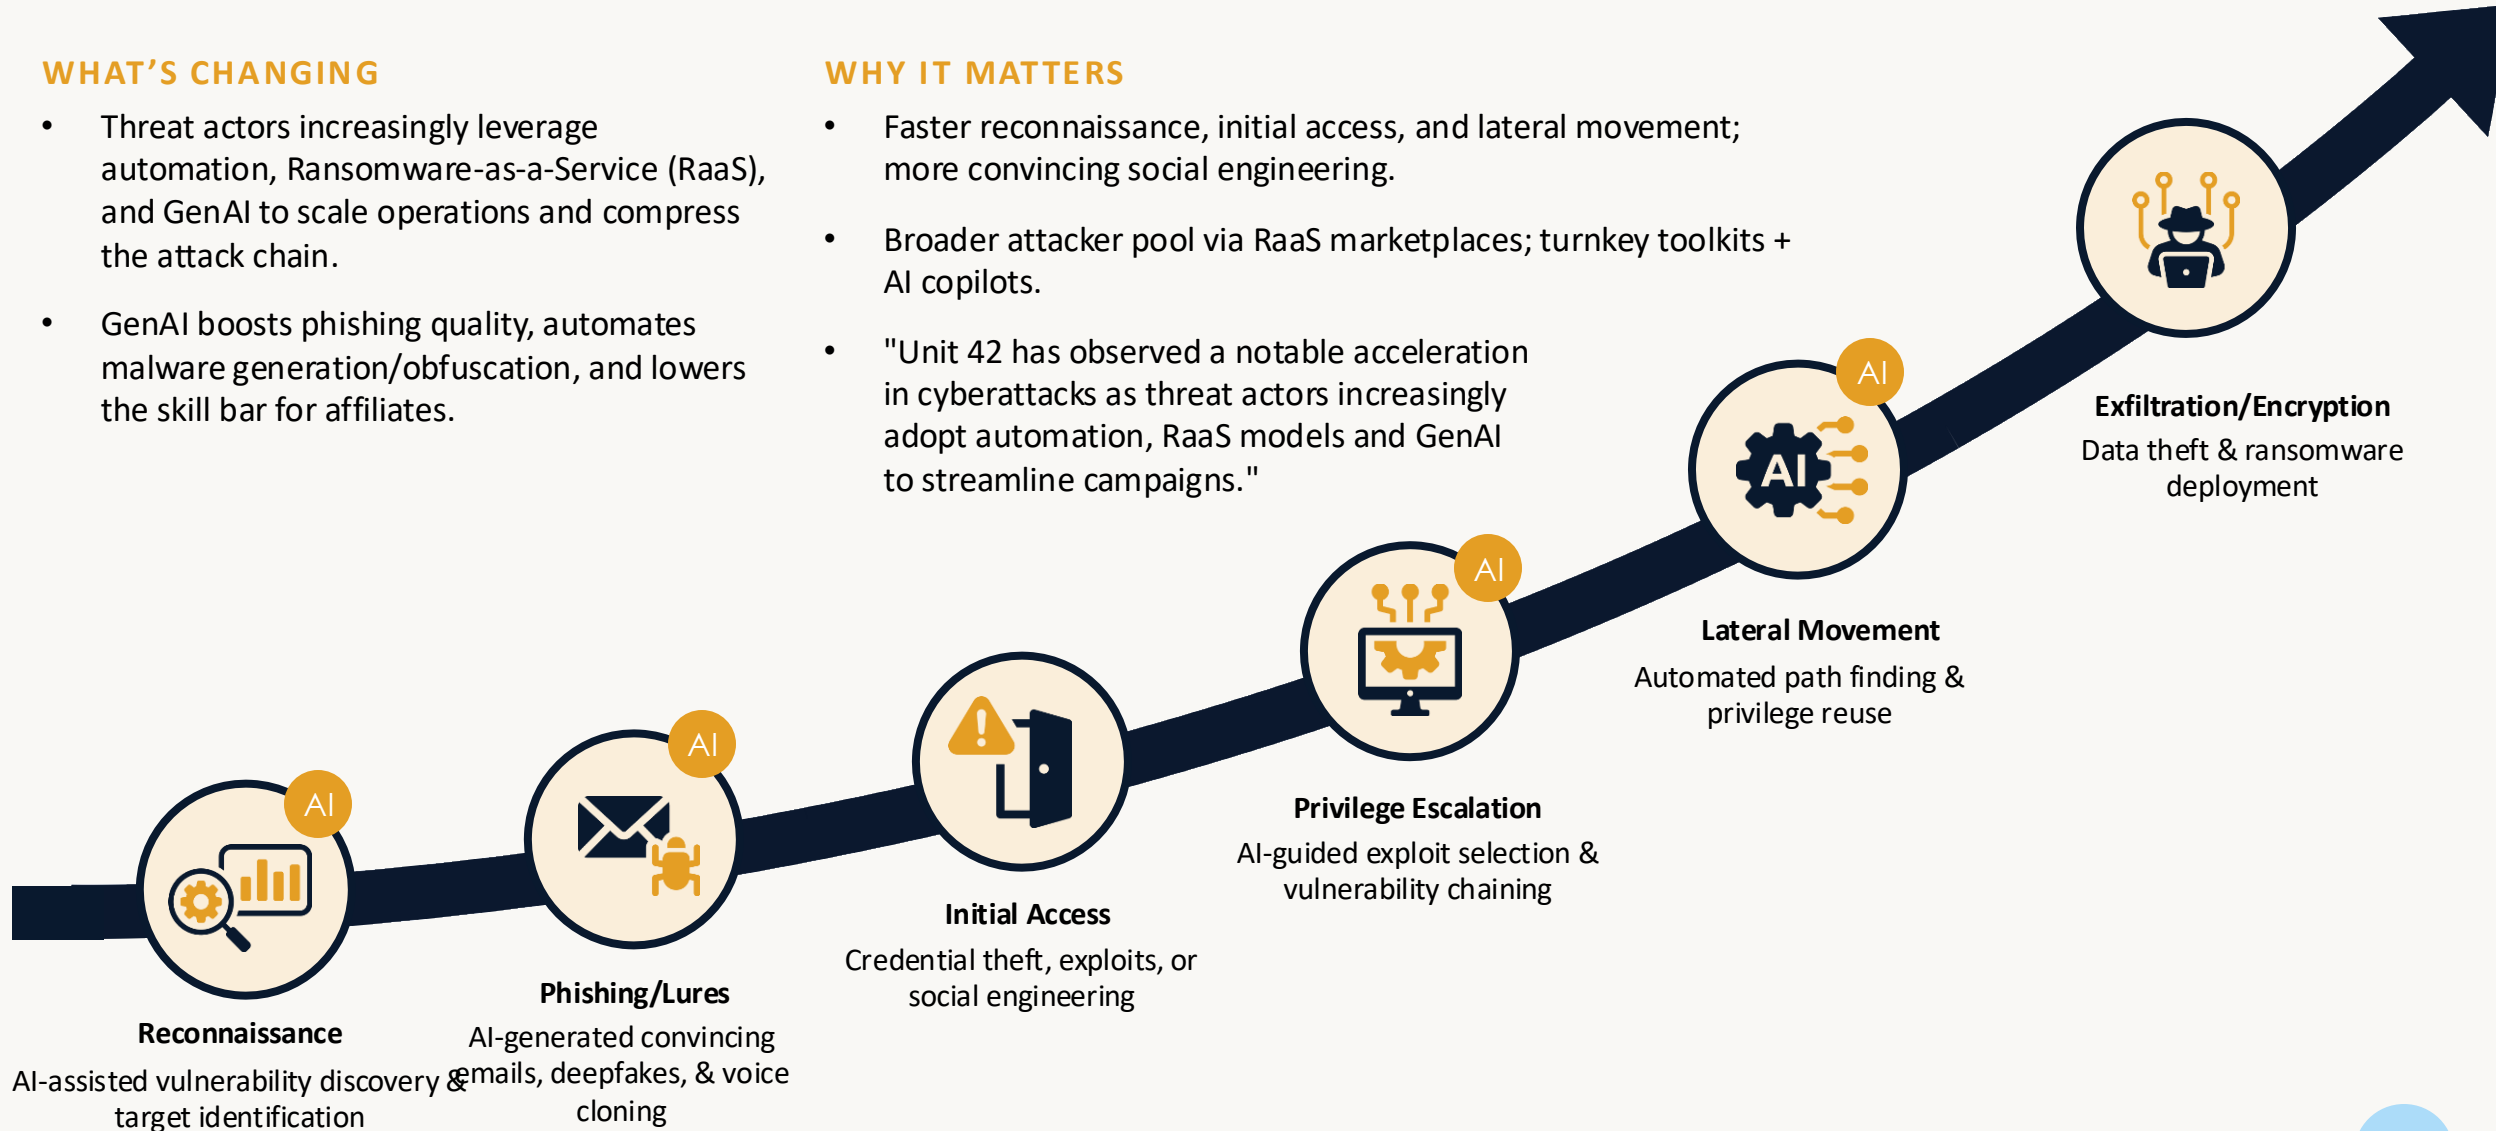 WHAT'S CHANGING
• Threat actors increasingly leverage
automation, Ransomware-as-a-Service (RaaS),
and GenAI to scale operations and compress
the attack chain.
• GenAI boosts phishing quality, automates
malware generation/obfuscation, and lowers
the skill bar for affiliates.
WHY IT MATTERS
• Faster reconnaissance, initial access, and lateral movement;
more convincing social engineering.
• Broader attacker pool via RaaS marketplaces; turnkey toolkits +
AI copilots.
• "Unit 42 has observed a notable acceleration
in cyberattacks as threat actors increasingly
adopt automation, RaaS models and GenAI
to streamline campaigns."
AI
Reconnaissance
AI-assisted vulnerability discovery &
target identification
AI
Phishing/Lures
AI-generated convincing
emails, deepfakes, & voice
cloning
Initial Access
Credential theft, exploits, or
social engineering
AI
Privilege Escalation
AI-guided exploit selection &
vulnerability chaining
AI
AI
Lateral Movement
Automated path finding &
privilege reuse
Exfiltration/Encryption
Data theft & ransomware
deployment